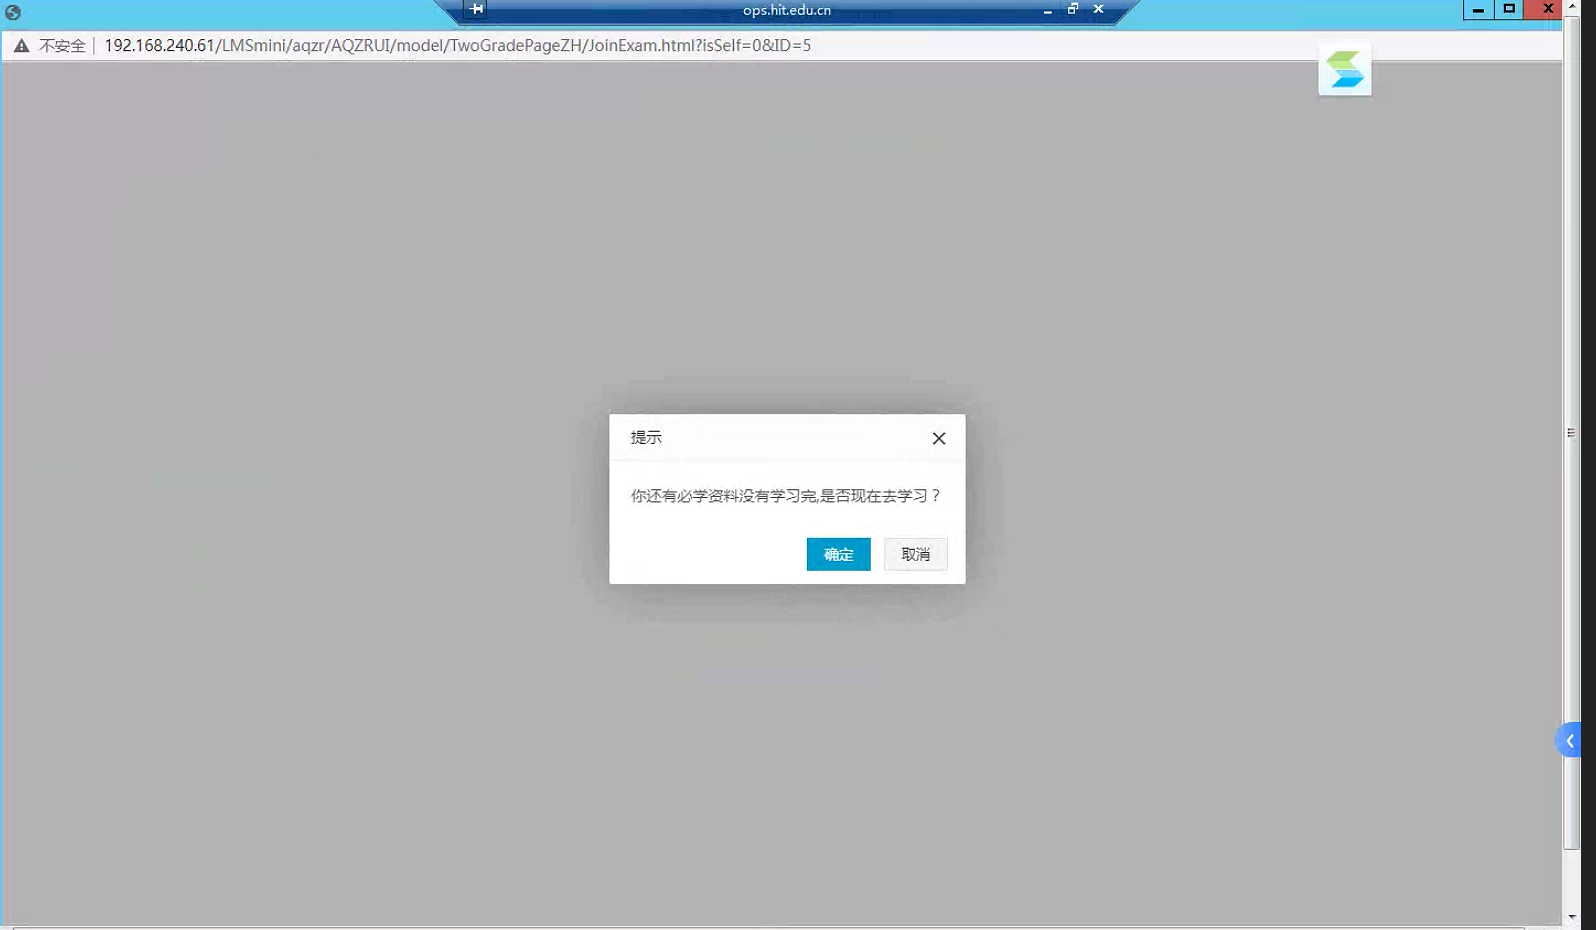 ops.hit.edu.cn
不安全 192.168.240.61/LMSmini/aqzr/AQZRUI/model/TwoGradePageZH/JoinExam.html?isSelf=0&ID=5
提示
你还有必学资料没有学习完,是否现在去学习？
确定 取消